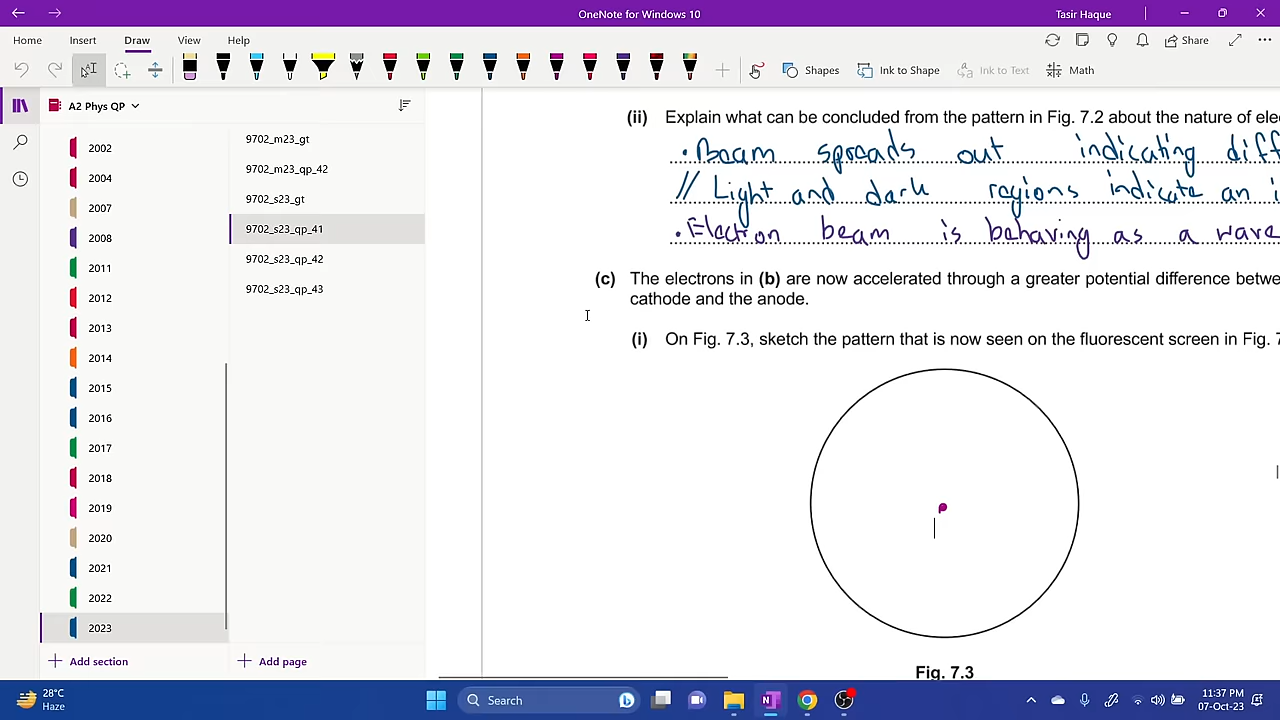 OneNote for Windows 10
Tasir Haque
Home
Insert
Draw
View
Help
Share
Shapes
Ink to Shape
Ink to Text
Math
A2 Phys QP
2002
2004
2007
2008
2011
2012
2013
2014
2015
2016
2017
2018
2019
2020
2021
2022
2023
Add section
9702_m23_gt
9702_m23_qp_42
9702_s23_gt
9702_s23_qp_41
9702_s23_qp_42
9702_s23_qp_43
Add page
(ii) Explain what can be concluded from the pattern in Fig. 7.2 about the nature of ele
• Beam spreads out indicating diff
// Light and dark regions indicate an i
• Electron beam is behaving as a wave
(c) The electrons in (b) are now accelerated through a greater potential difference betwe
cathode and the anode.
(i) On Fig. 7.3, sketch the pattern that is now seen on the fluorescent screen in Fig. 7
Fig. 7.3
28°C
Haze
Search
11:37 PM
07-Oct-23